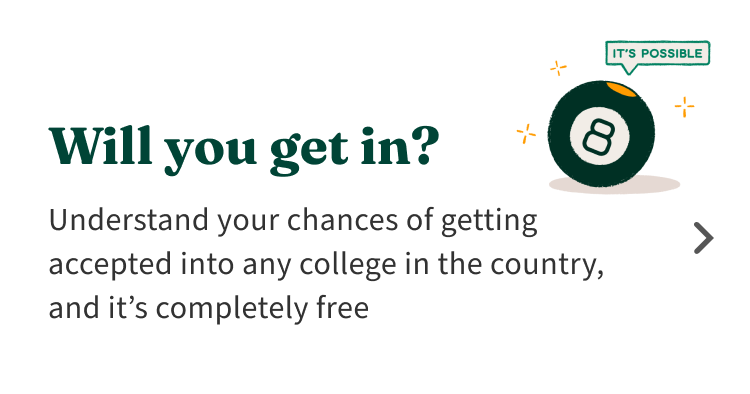 IT'S POSSIBLE
8
Will you get in?
Understand your chances of getting
accepted into any college in the country,
and it’s completely free